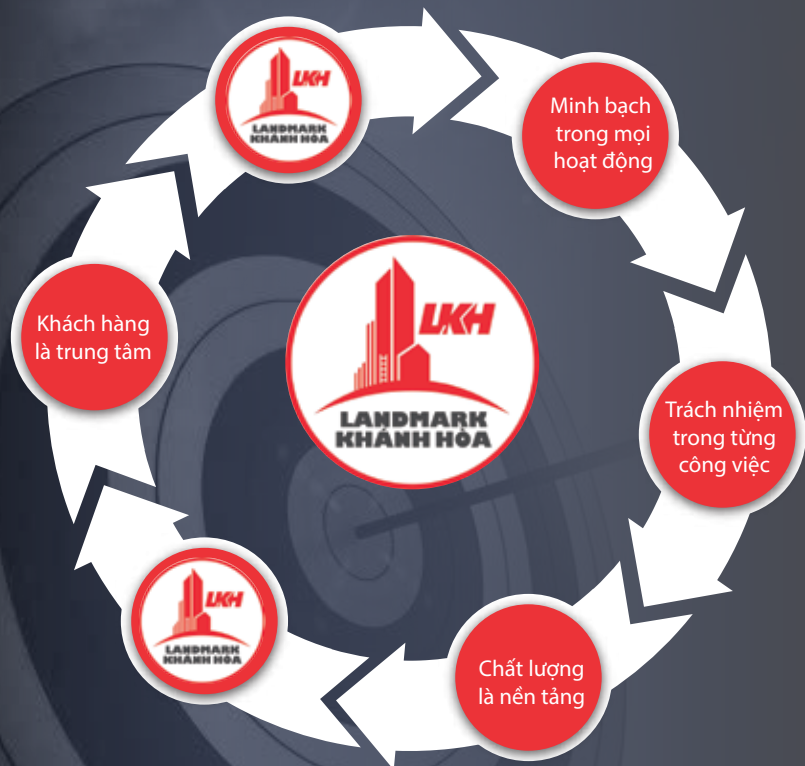 LKH
LANDMARK
KHÁNH HÒA
Minh bạch
trong mọi
hoạt động
Khách hàng
là trung tâm
LKH
LANDMARK
KHÁNH HÒA
Trách nhiệm
trong từng
công việc
LKH
LANDMARK
KHÁNH HÒA
Chất lượng
là nền tảng